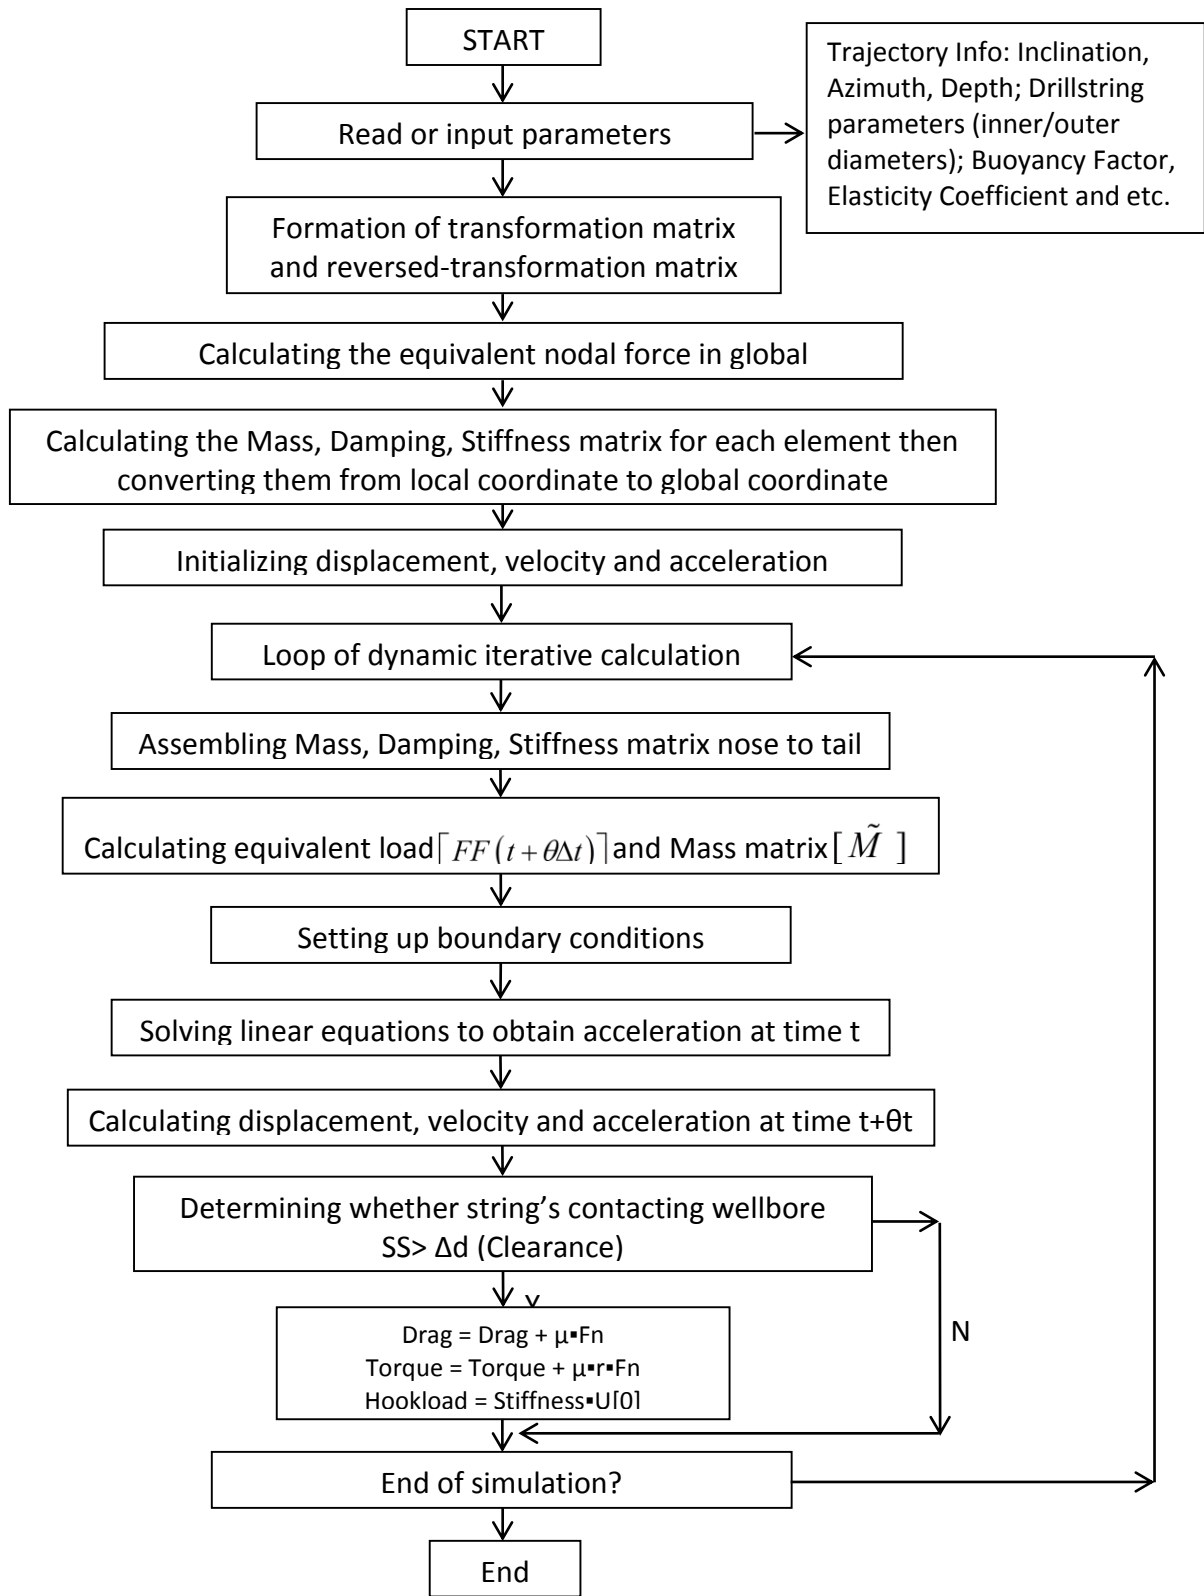 START
Trajectory Info: Inclination,
Azimuth, Depth; Drillstring
parameters (inner/outer
diameters); Buoyancy Factor,
Elasticity Coefficient and etc.
Read or input parameters
Formation of transformation matrix
and reversed-transformation matrix
Calculating the equivalent nodal force in global
Calculating the Mass, Damping, Stiffness matrix for each element then
converting them from local coordinate to global coordinate
Initializing displacement, velocity and acceleration
Loop of dynamic iterative calculation
Assembling Mass, Damping, Stiffness matrix nose to tail
Calculating equivalent load⌈FF(t + θΔt)⌉and Mass matrix[M̃ ]
Setting up boundary conditions
Solving linear equations to obtain acceleration at time t
Calculating displacement, velocity and acceleration at time t+θt
Determining whether string’s contacting wellbore
SS> Δd (Clearance)
Y
N
Drag = Drag + μ▪Fn
Torque = Torque + μ▪r▪Fn
Hookload = Stiffness▪U[0]
End of simulation?
End